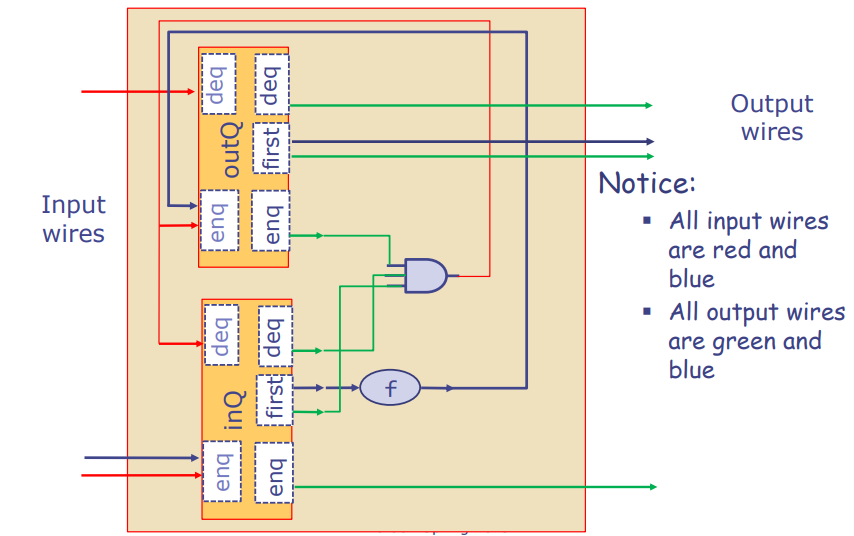 Input
wires
outQ
deq
deq
first
enq
enq
inQ
deq
deq
first
enq
enq
f
Output
wires
Notice:
▪ All input wires
are red and
blue
▪ All output wires
are green and
blue